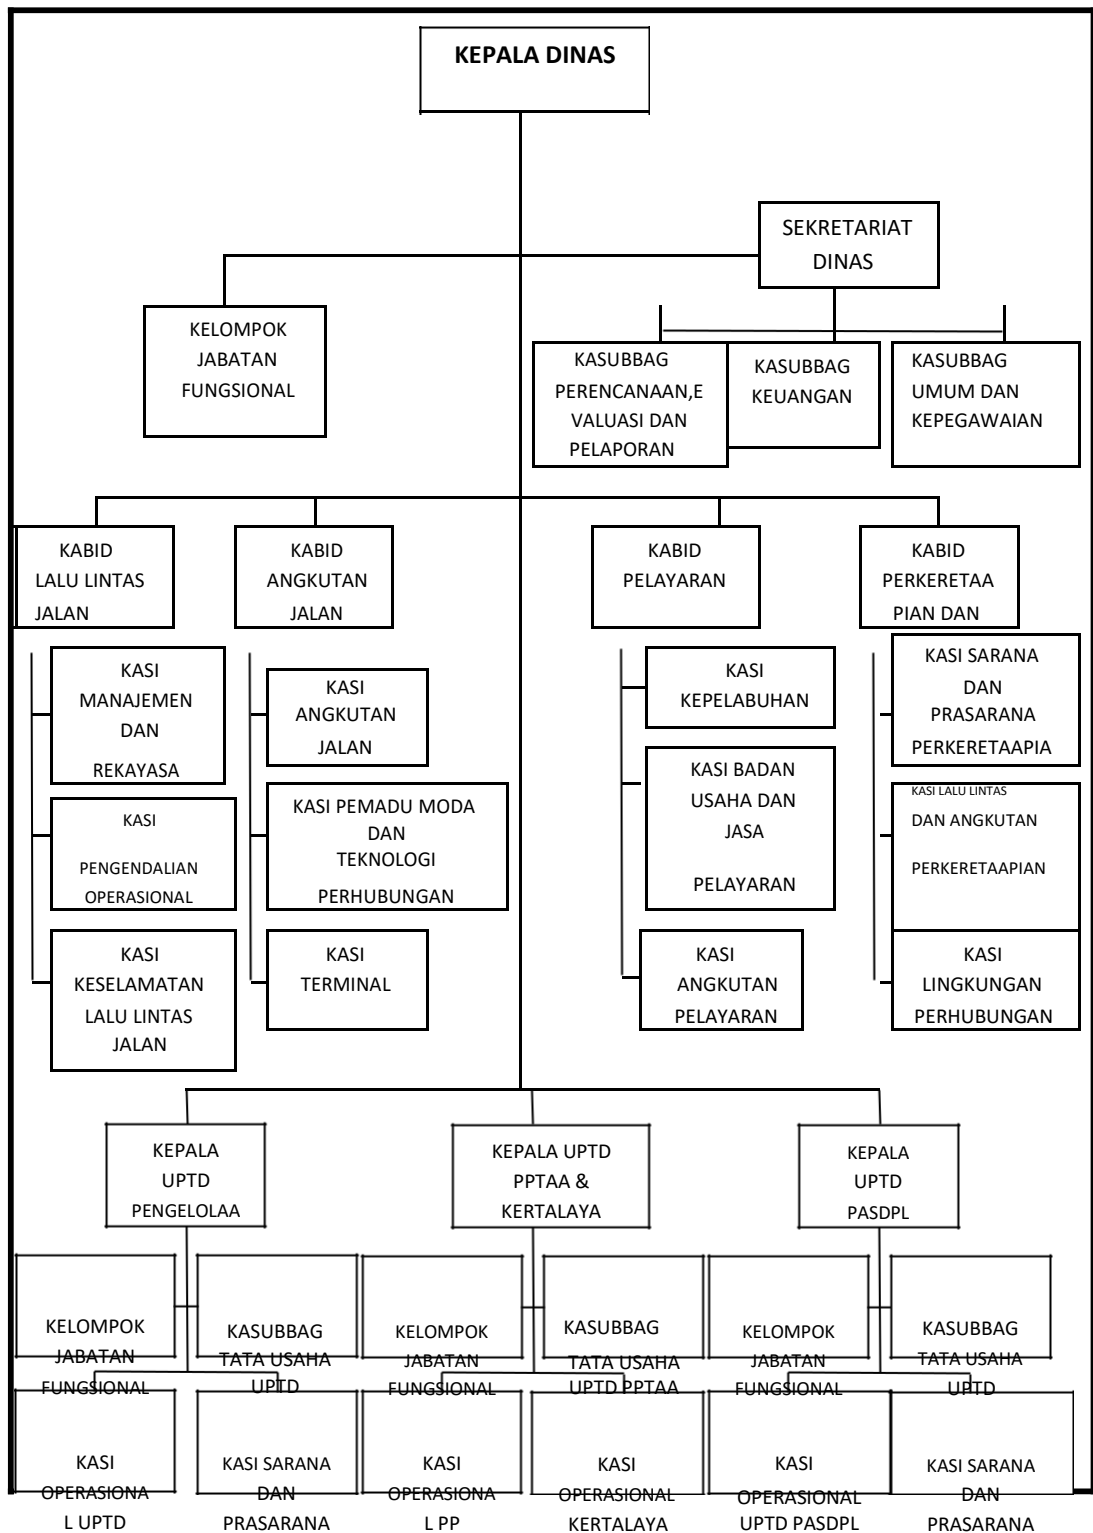 KEPALA DINAS
SEKRETARIAT
DINAS
KELOMPOK
JABATAN
FUNGSIONAL
KASUBBAG
PERENCANAAN,E
VALUASI DAN
PELAPORAN
KASUBBAG
KEUANGAN
KASUBBAG
UMUM DAN
KEPEGAWAIAN
KABID
LALU LINTAS
JALAN
KABID
ANGKUTAN
JALAN
KABID
PELAYARAN
KABID
PERKERETAA
PIAN DAN
KASI
MANAJEMEN
DAN
REKAYASA
KASI
PENGENDALIAN
OPERASIONAL
KASI
KESELAMATAN
LALU LINTAS
JALAN
KASI
ANGKUTAN
JALAN
KASI PEMADU MODA
DAN
TEKNOLOGI
PERHUBUNGAN
KASI
TERMINAL
KASI
KEPELABUHAN
KASI BADAN
USAHA DAN
JASA
PELAYARAN
KASI
ANGKUTAN
PELAYARAN
KASI SARANA
DAN
PRASARANA
PERKERETAAPIA
KASI LALU LINTAS
DAN ANGKUTAN
PERKERETAAPIAN
KASI
LINGKUNGAN
PERHUBUNGAN
KEPALA
UPTD
PENGELOLAA
KEPALA UPTD
PPTAA &
KERTALAYA
KEPALA
UPTD
PASDPL
KELOMPOK
JABATAN
FUNGSIONAL
KASUBBAG
TATA USAHA
UPTD
KELOMPOK
JABATAN
FUNGSIONAL
KASUBBAG
TATA USAHA
UPTD PPTAA
KELOMPOK
JABATAN
FUNGSIONAL
KASUBBAG
TATA USAHA
UPTD
KASI
OPERASIONA
L UPTD
KASI SARANA
DAN
PRASARANA
KASI
OPERASIONA
L PP
KASI
OPERASIONAL
KERTALAYA
KASI
OPERASIONAL
UPTD PASDPL
KASI SARANA
DAN
PRASARANA